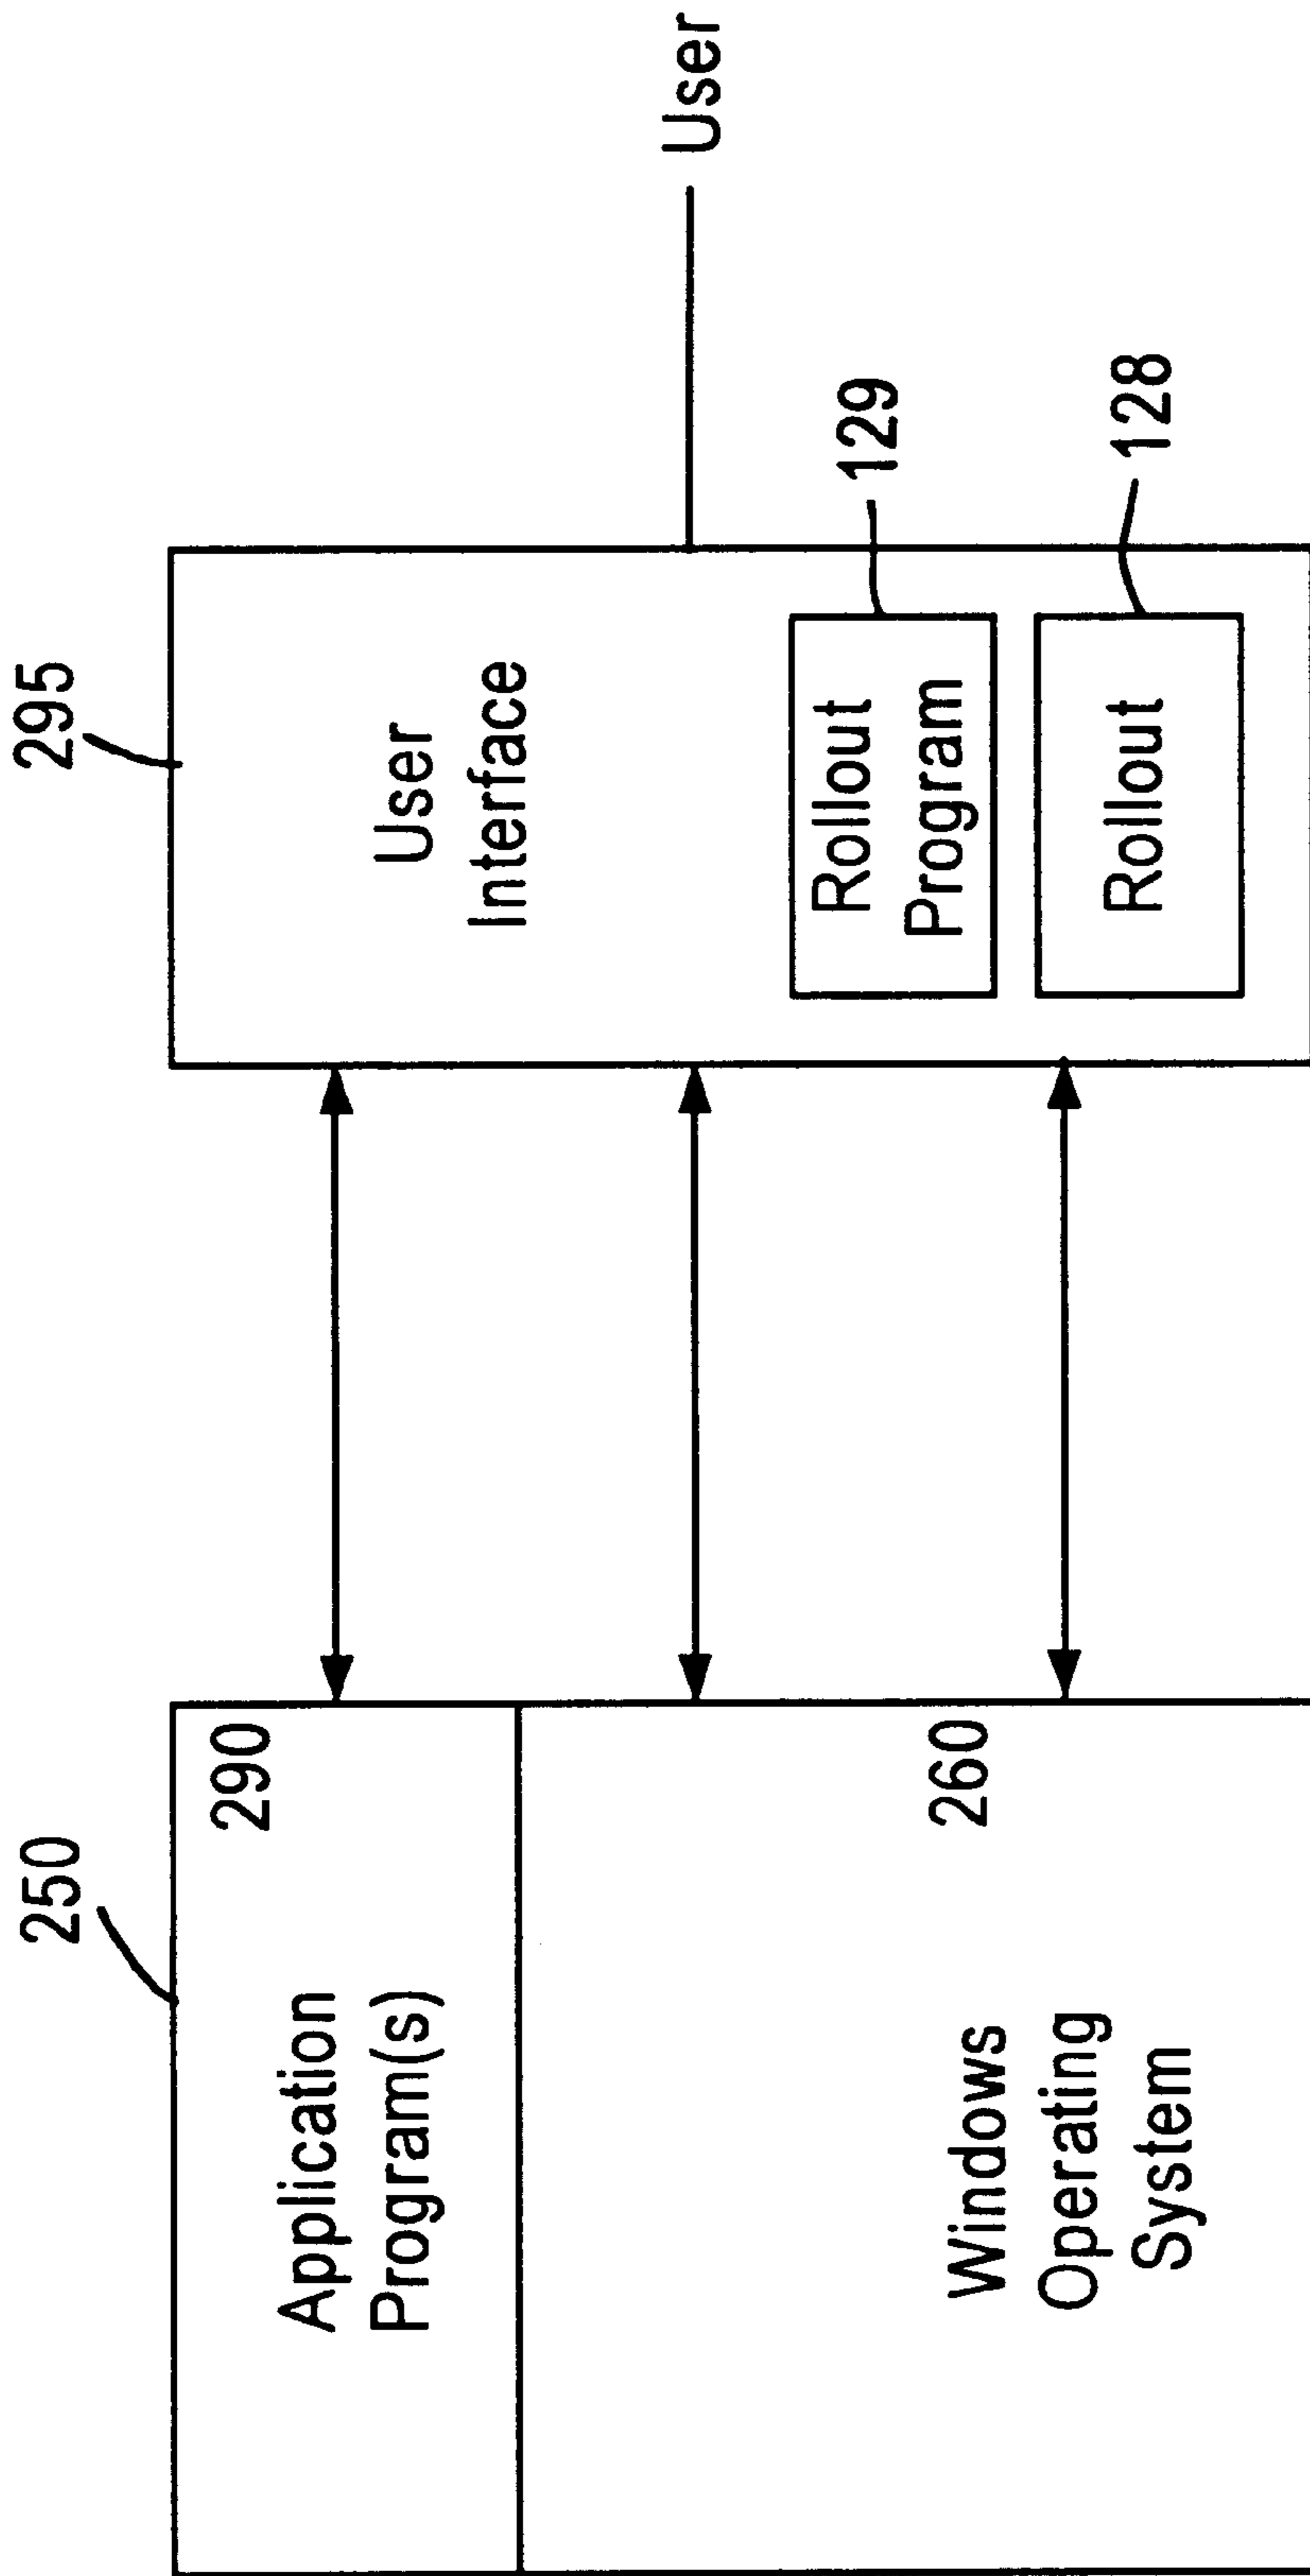 250
290
Application
Program(s)
260
Windows
Operating
System
295
User
Interface
Rollout
Program
129
Rollout
128
User